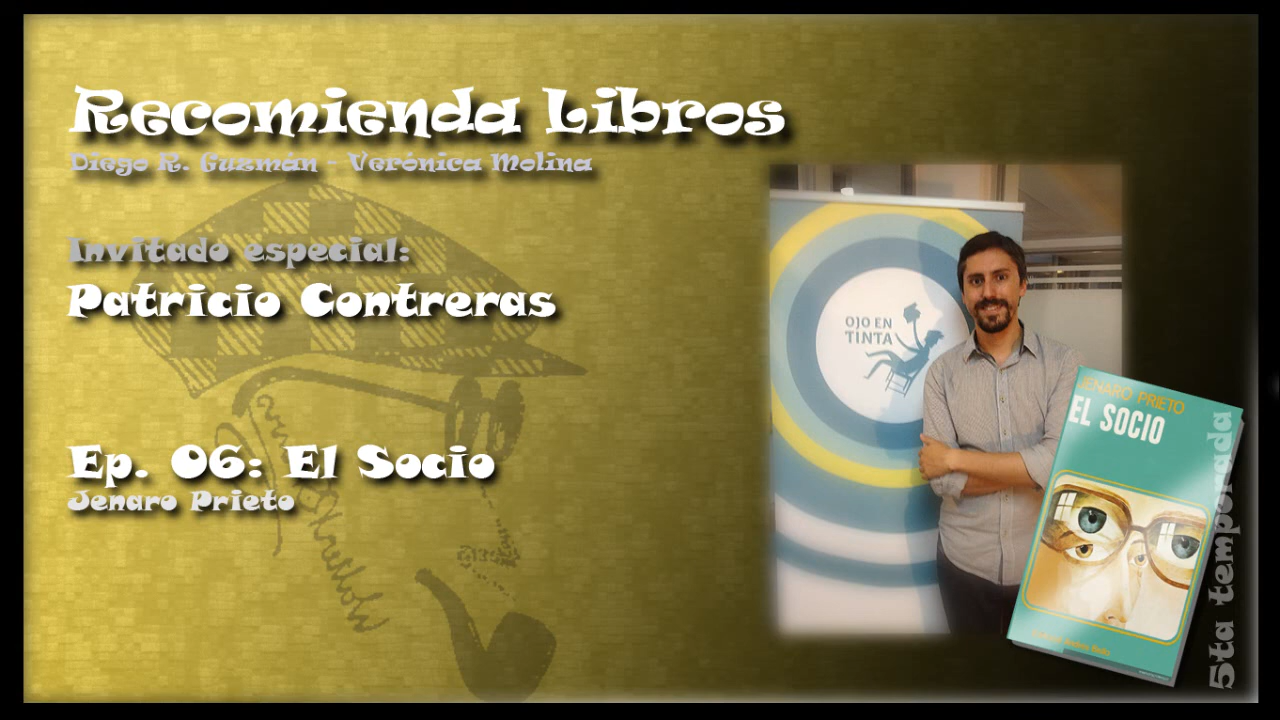 Recomienda Libros
Diego R. Guzmán - Verónica Molina
Invitado especial:
Patricio Contreras
Ep. 06: El Socio
Jenaro Prieto
OJO EN
TINTA
JENARO PRIETO
EL SOCIO
5ta temporada